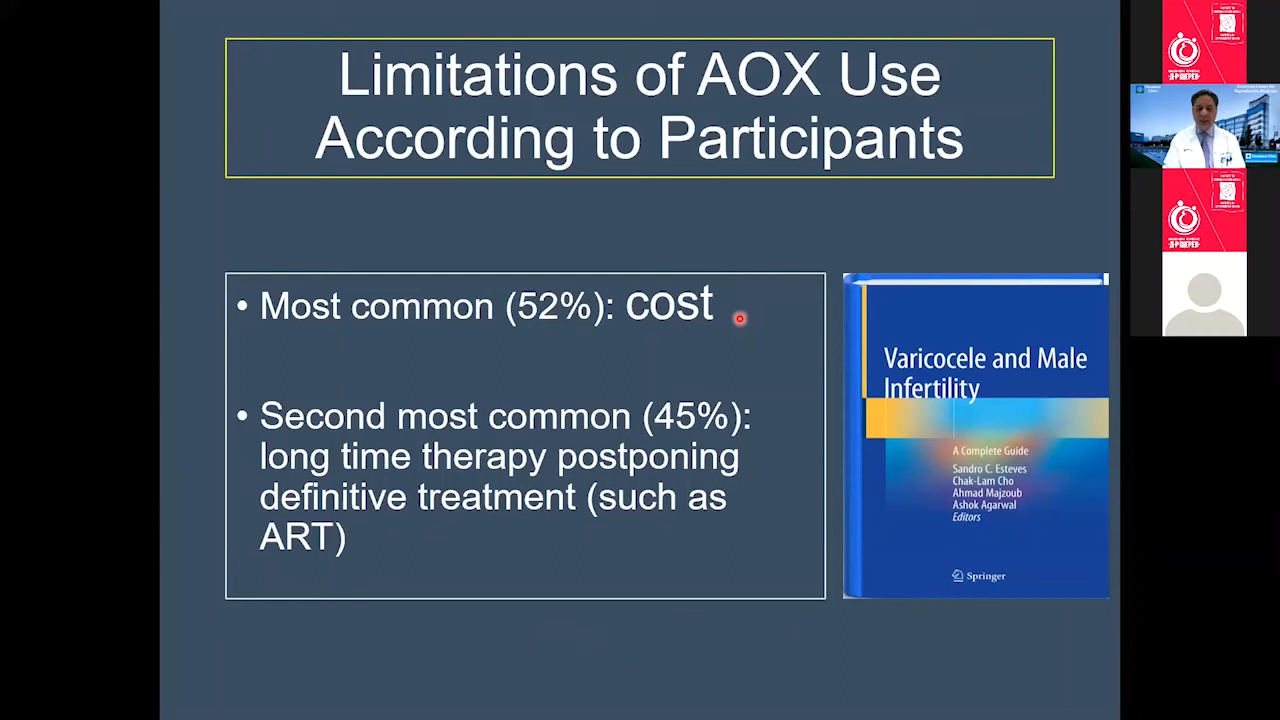 Limitations of AOX Use
According to Participants
• Most common (52%): cost
• Second most common (45%):
long time therapy postponing
definitive treatment (such as
ART)
Varicocele and Male
Infertility
A Complete Guide
Sandro C. Esteves
Chak-Lam Cho
Ahmad Majzoub
Ashok Agarwal
Editors
Springer
Д-Р ЩЕРЕВ
Д-Р ЩЕРЕВ